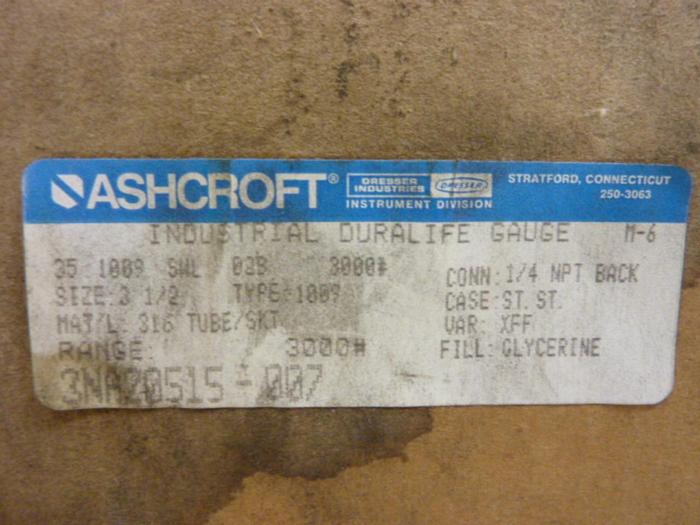 ASHCROFT® DRESSER INDUSTRIES DRESSER STRATFORD, CONNECTICUT
INSTRUMENT DIVISION 250-3063
INDUSTRIAL DURALIFE GAUGE M-6
35 1009 SWL 02B 3000#
SIZE:3 1/2 TYPE:1009
MAT/L: 316 TUBE/SKT
RANGE: 3000#
3NA20515-007
CONN: 1/4 NPT BACK
CASE: ST. ST.
VAR: XFF
FILL: GLYCERINE